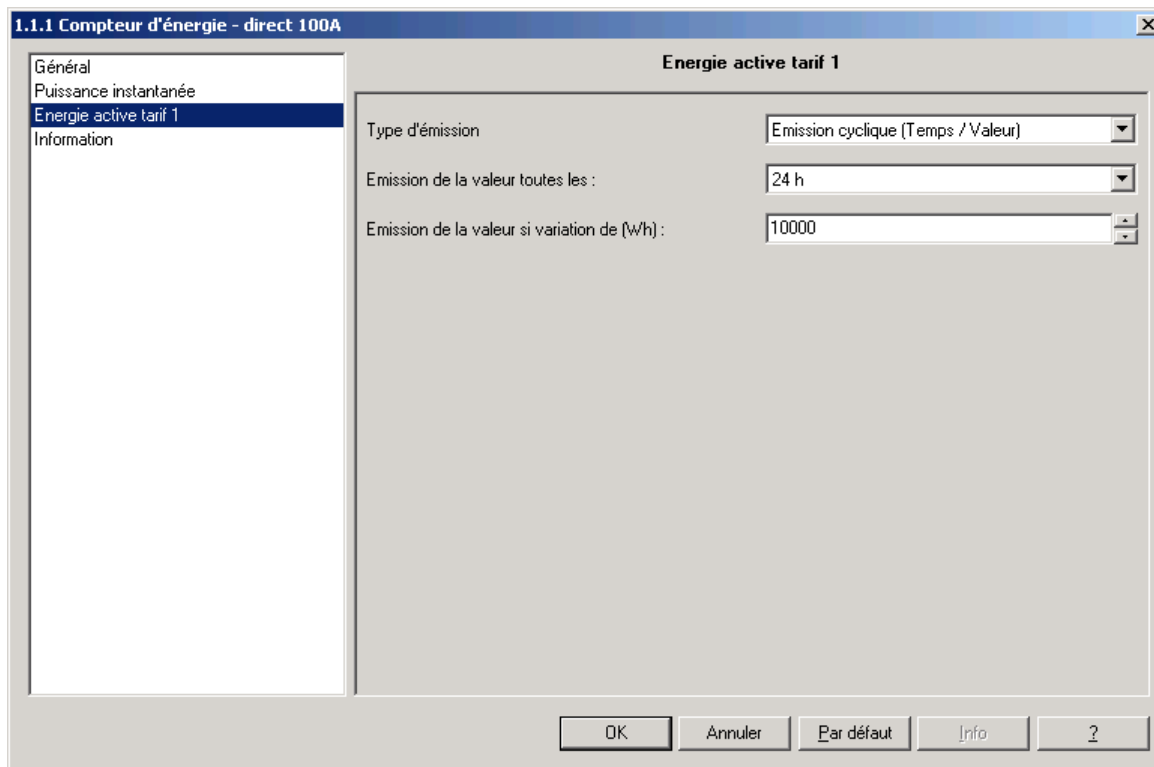 1.1.1 Compteur d'énergie - direct 100A
Général
Puissance instantanée
Energie active tarif 1
Information
Energie active tarif 1
Type d'émission
Emission cyclique (Temps / Valeur)
Emission de la valeur toutes les :
24 h
Emission de la valeur si variation de (Wh) :
10000
OK
Annuler
Par défaut
Info
?